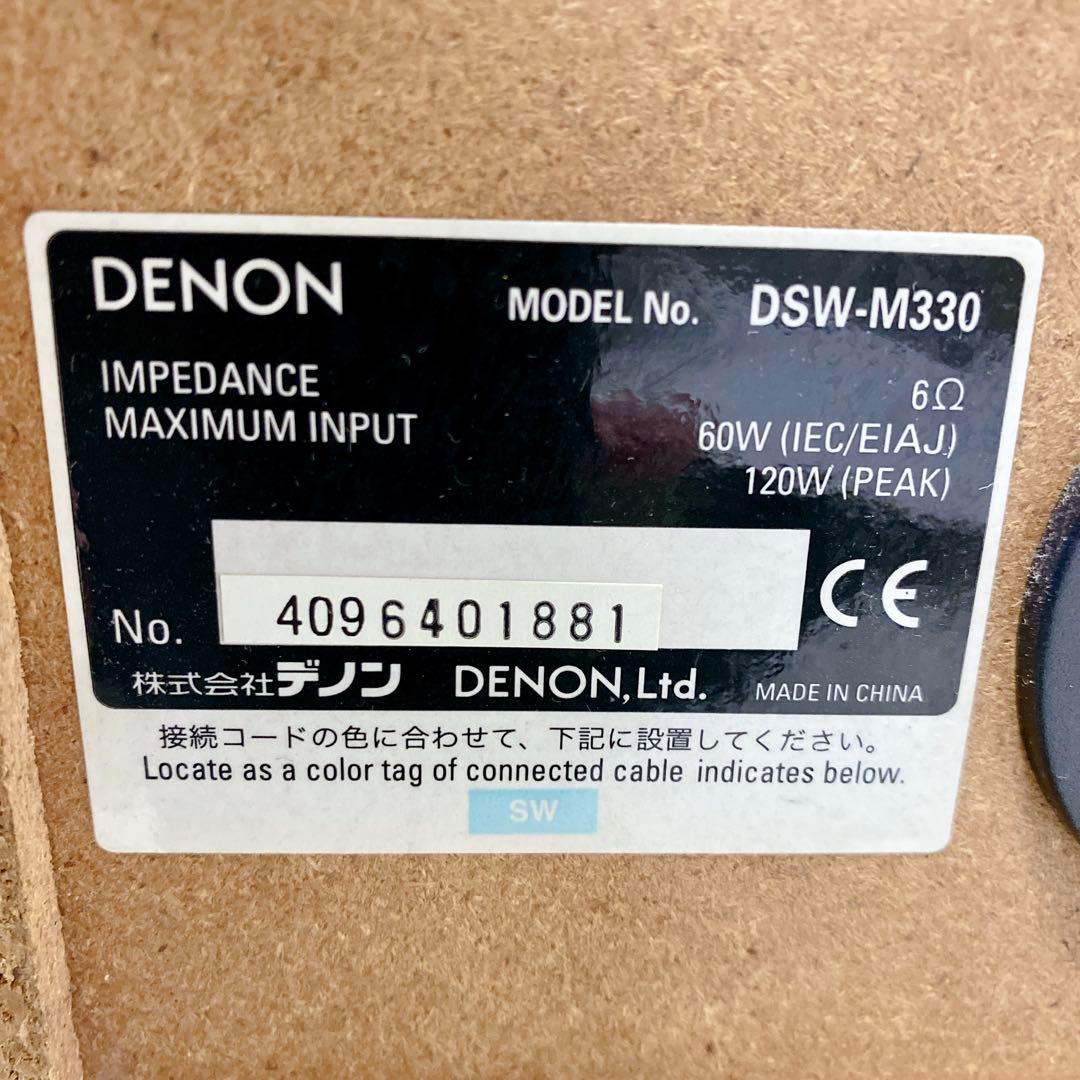 DENON
MODEL No. DSW-M330
IMPEDANCE 6Ω
MAXIMUM INPUT 60W (IEC/EIAJ)
120W (PEAK)
No. 4096401881 CE
株式会社デノン DENON, Ltd. MADE IN CHINA
接続コードの色に合わせて、下記に設置してください。
Locate as a color tag of connected cable indicates below.
SW